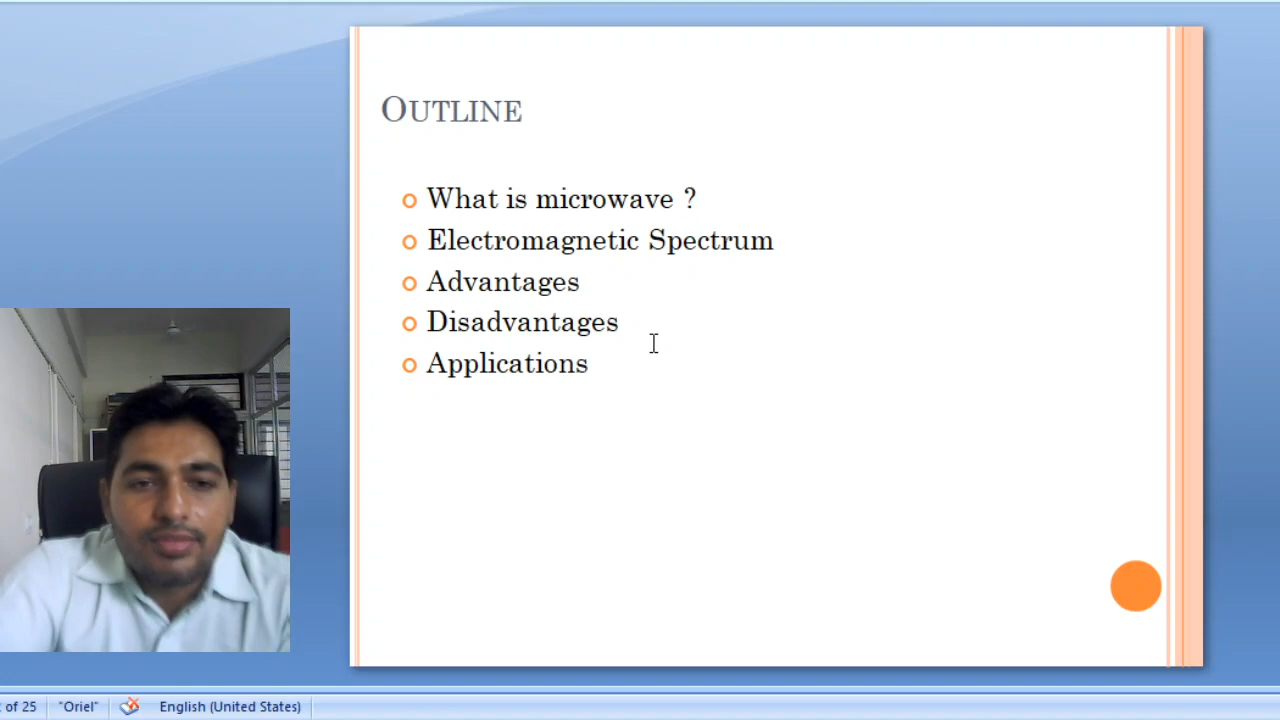 OUTLINE
What is microwave ?
Electromagnetic Spectrum
Advantages
Disadvantages
Applications
of 25 "Oriel" English (United States)